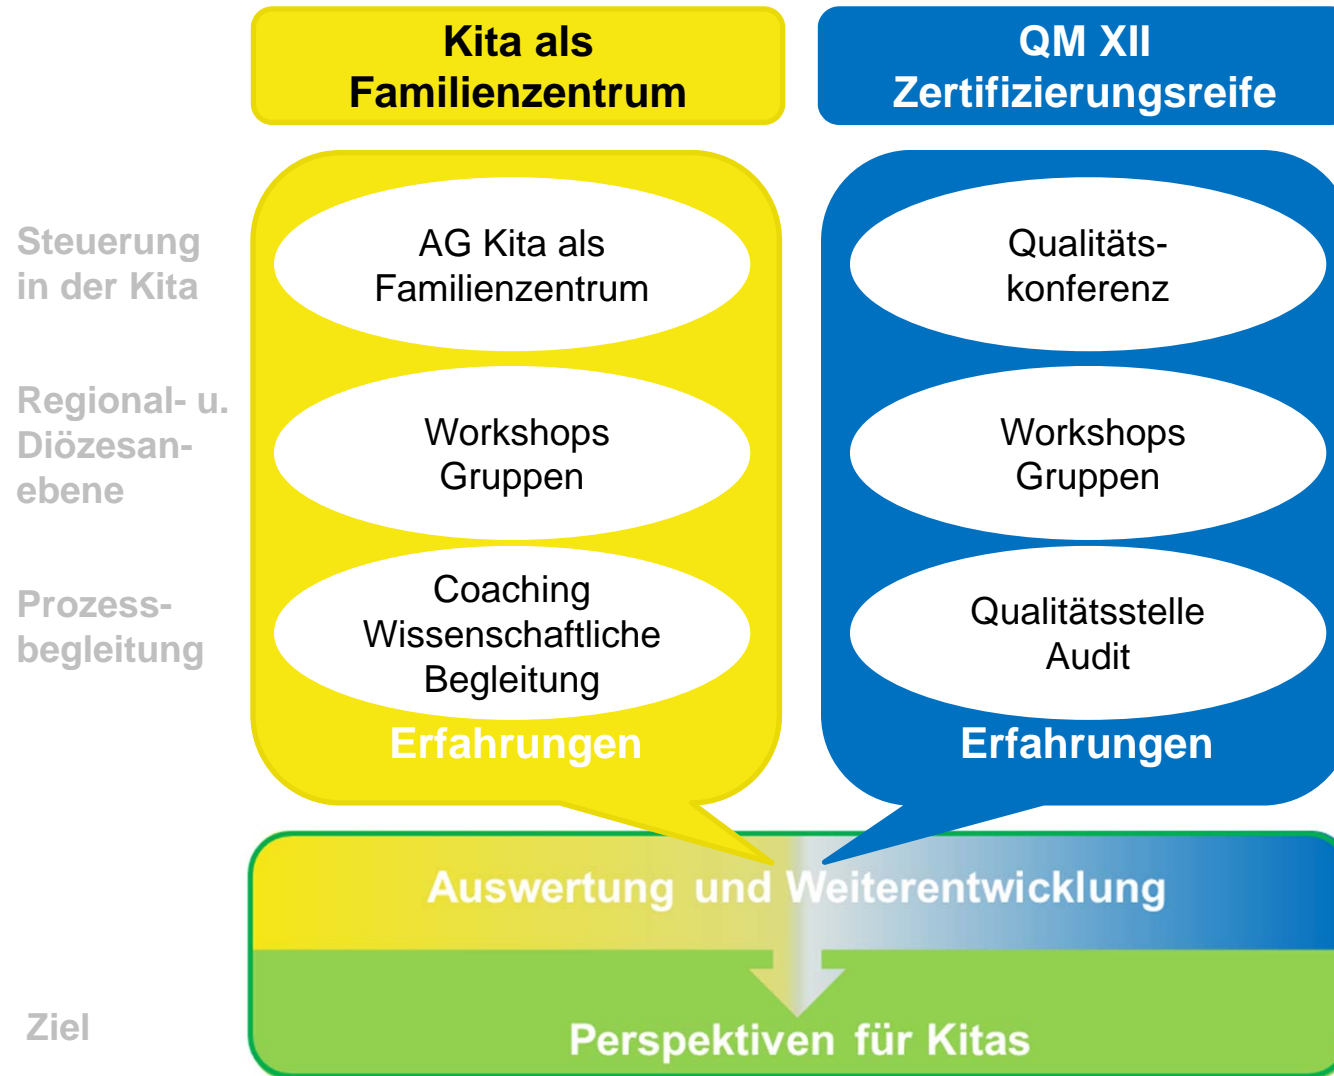 Kita als
Familienzentrum
QM XII
Zertifizierungsreife
Steuerung
in der Kita
AG Kita als
Familienzentrum
Qualitäts-
konferenz
Regional- u.
Diözesan-
ebene
Workshops
Gruppen
Workshops
Gruppen
Prozess-
begleitung
Coaching
Wissenschaftliche
Begleitung
Qualitätsstelle
Audit
Erfahrungen
Erfahrungen
Auswertung und Weiterentwicklung
Ziel
Perspektiven für Kitas